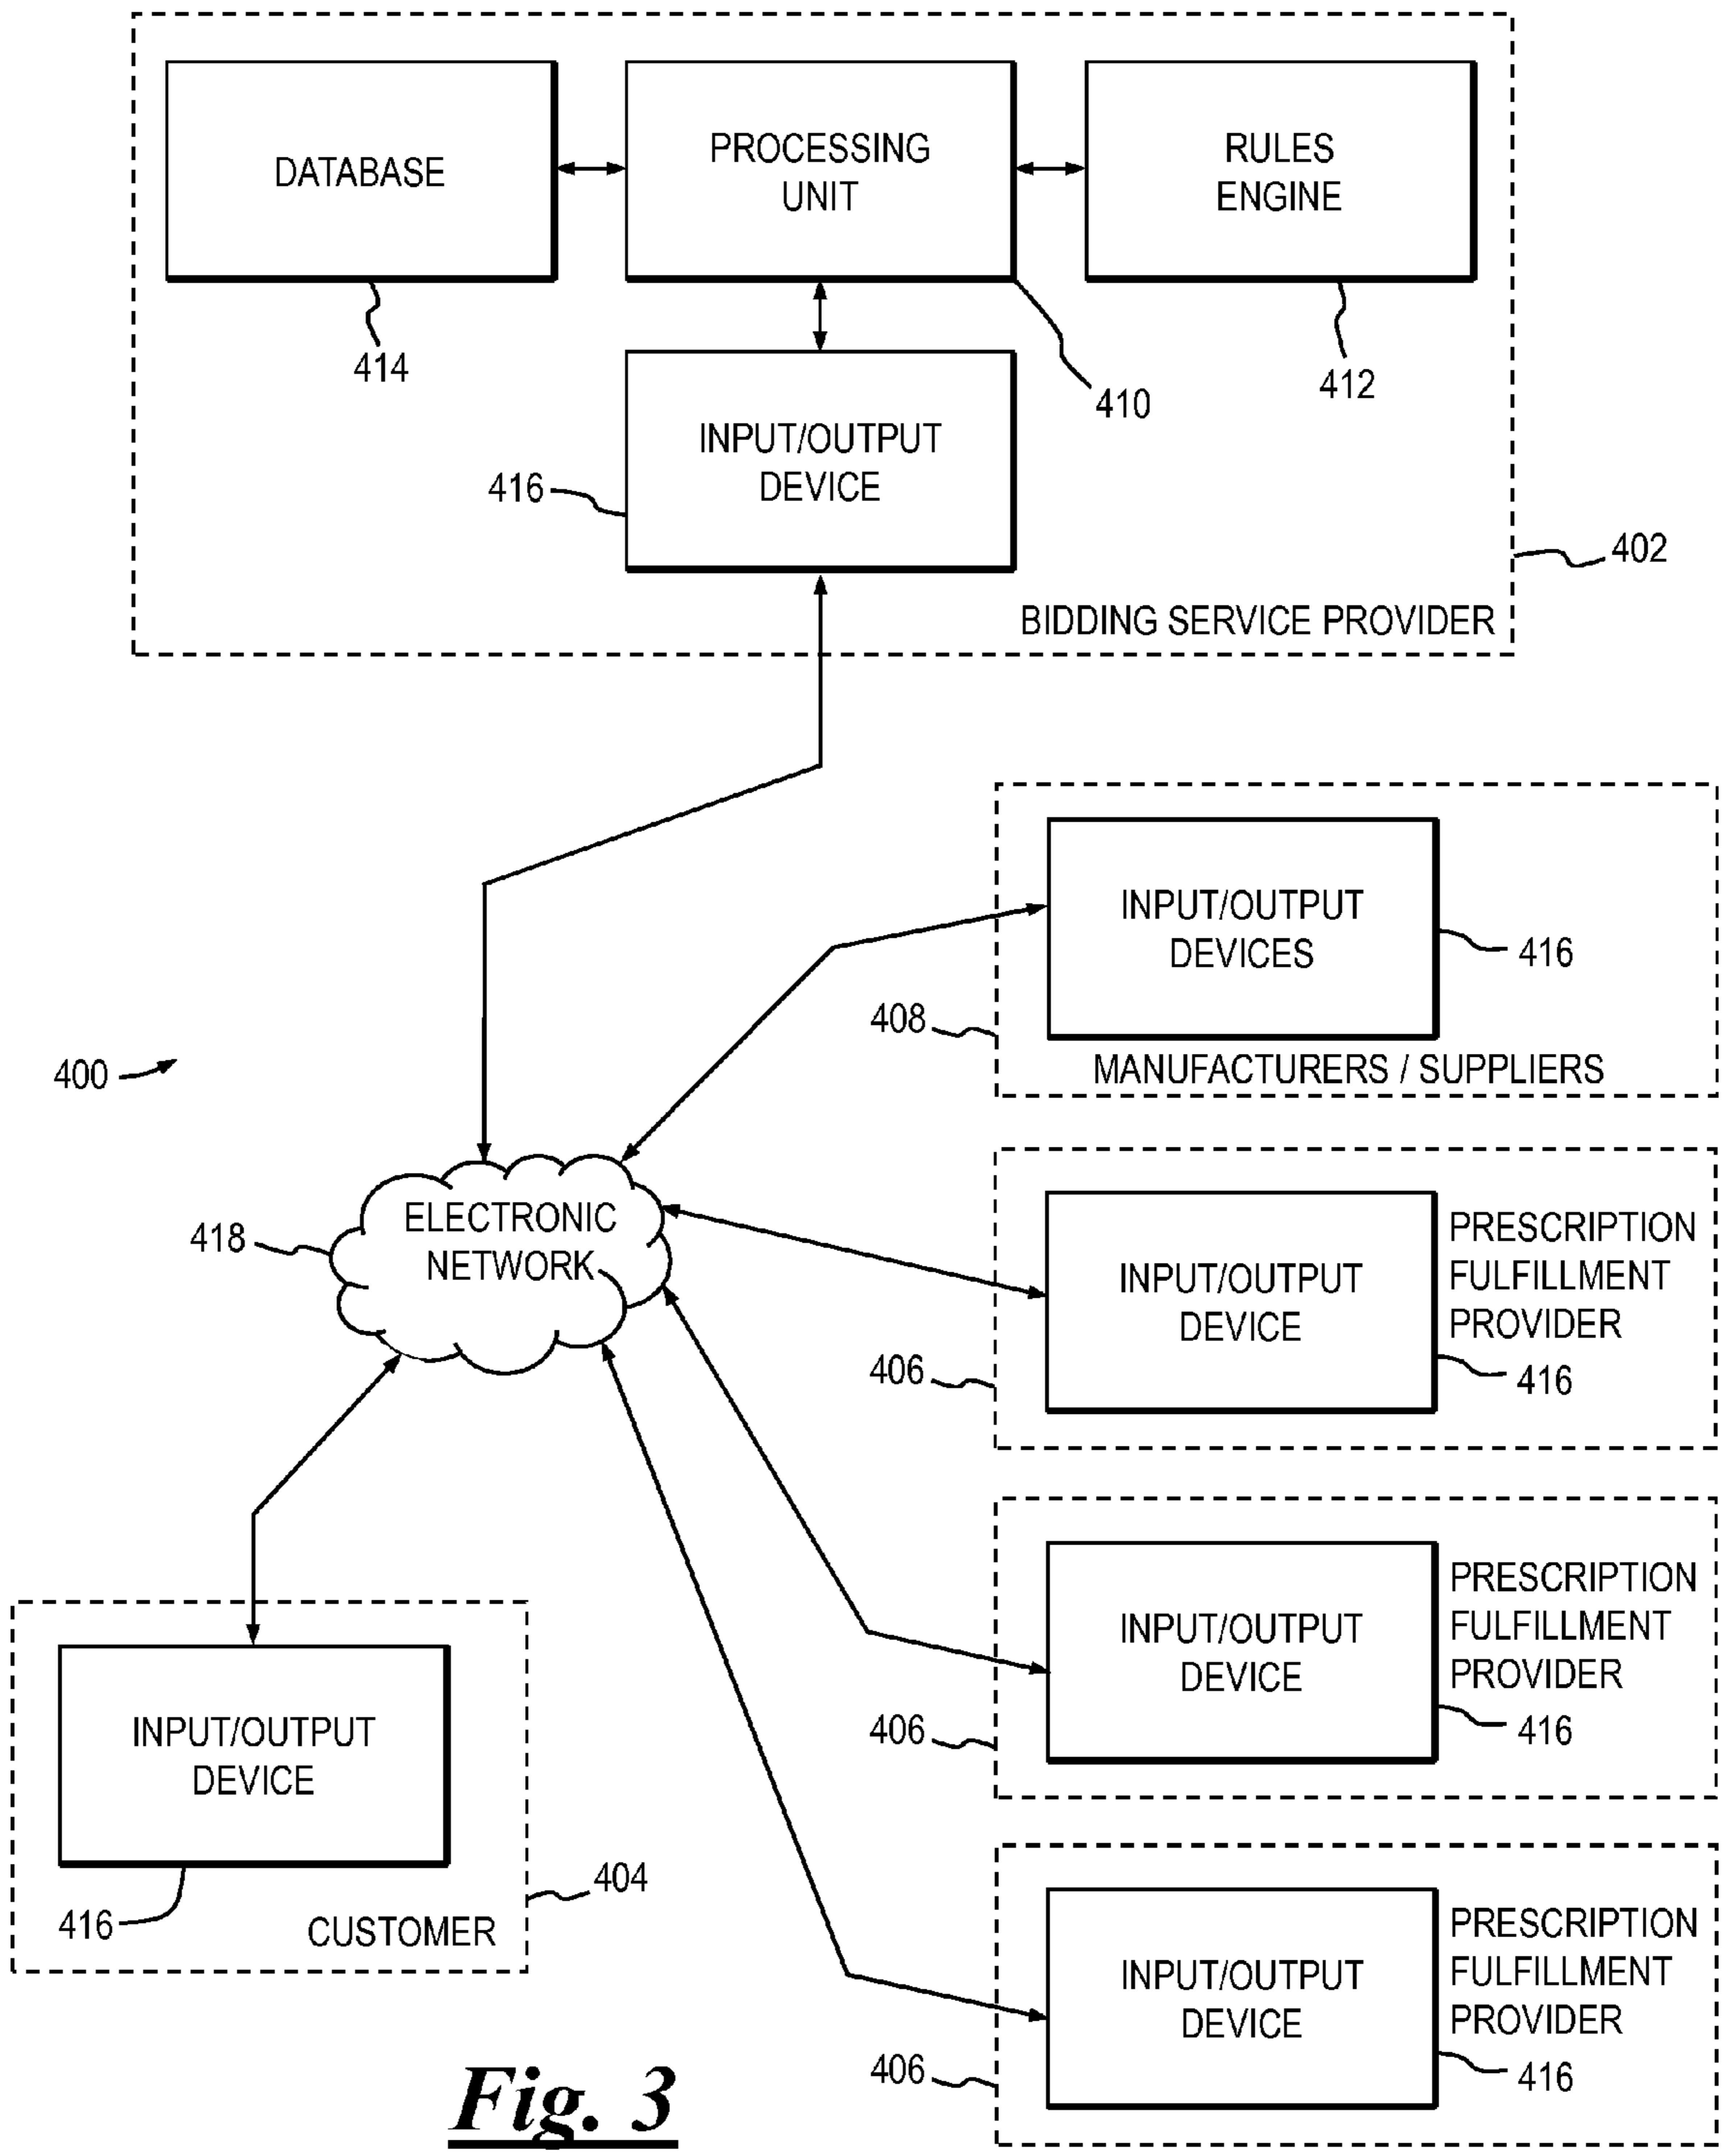 DATABASE
PROCESSING
UNIT
RULES
ENGINE
414
410
412
INPUT/OUTPUT
DEVICE
416
402
BIDDING SERVICE PROVIDER
INPUT/OUTPUT
DEVICES
416
408
MANUFACTURERS / SUPPLIERS
400
ELECTRONIC
NETWORK
418
INPUT/OUTPUT
DEVICE
PRESCRIPTION
FULFILLMENT
PROVIDER
406
416
INPUT/OUTPUT
DEVICE
PRESCRIPTION
FULFILLMENT
PROVIDER
406
416
INPUT/OUTPUT
DEVICE
404
416
CUSTOMER
INPUT/OUTPUT
DEVICE
PRESCRIPTION
FULFILLMENT
PROVIDER
406
416
Fig. 3